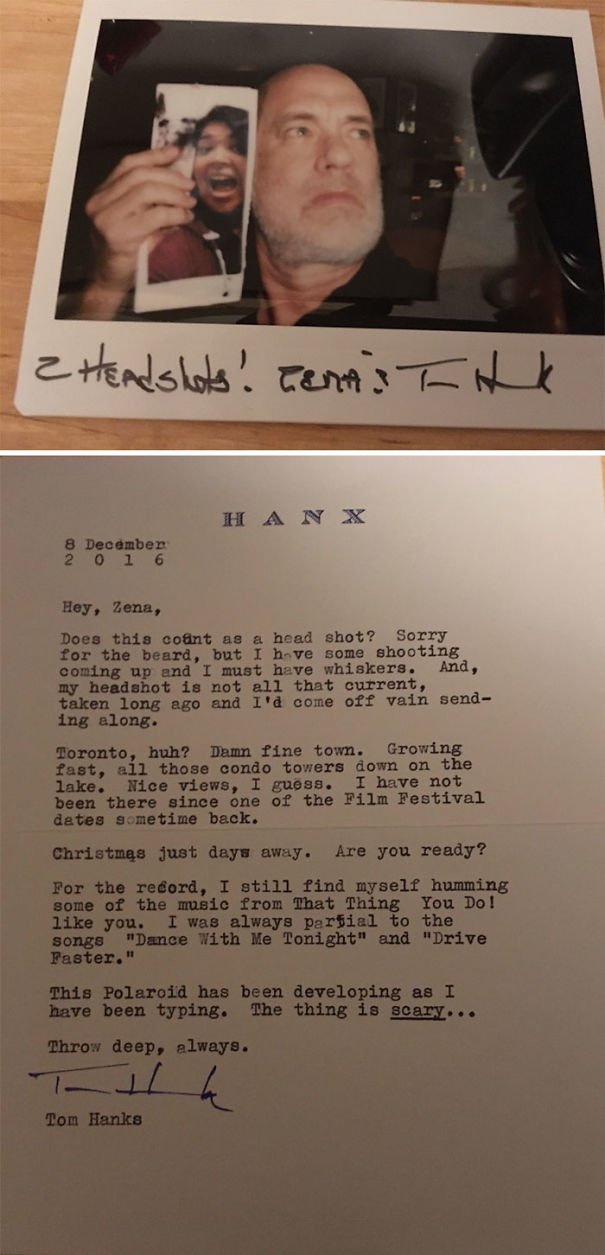 2 Headshots! Zena &
H A N X
8 December
2 0 1 6
Hey, Zena,
Does this count as a head shot? Sorry
for the beard, but I have some shooting
coming up and I must have whiskers. And,
my headshot is not all that current,
taken long ago and I'd come off vain send-
ing along.
Toronto, huh? Damn fine town. Growing
fast, all those condo towers down on the
lake. Nice views, I guess. I have not
been there since one of the Film Festival
dates sometime back.
Christmas just days away. Are you ready?
For the record, I still find myself humming
some of the music from That Thing You Do!
like you. I was always partial to the
songs "Dance With Me Tonight" and "Drive
Faster."
This Polaroid has been developing as I
have been typing. The thing is scary...
Throw deep, always.
Tom Hanks